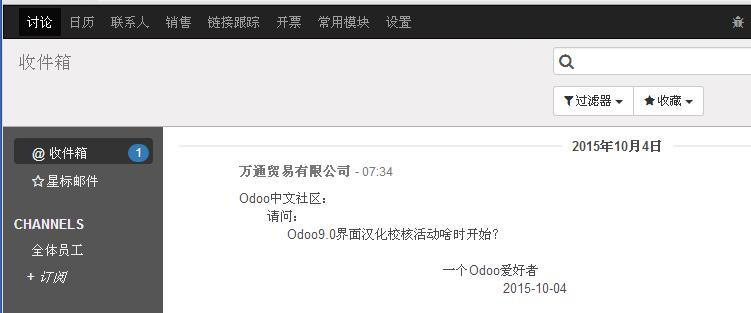 讨论 日历 联系人 销售 链接跟踪 开票 常用模块 设置
收件箱
过滤器 收藏
@ 收件箱 1
星标邮件
CHANNELS
全体员工
+ 订阅
2015年10月4日
万通贸易有限公司 - 07:34
Odoo中文社区：
请问：
Odoo9.0界面汉化校核活动啥时开始？
一个Odoo爱好者
2015-10-04